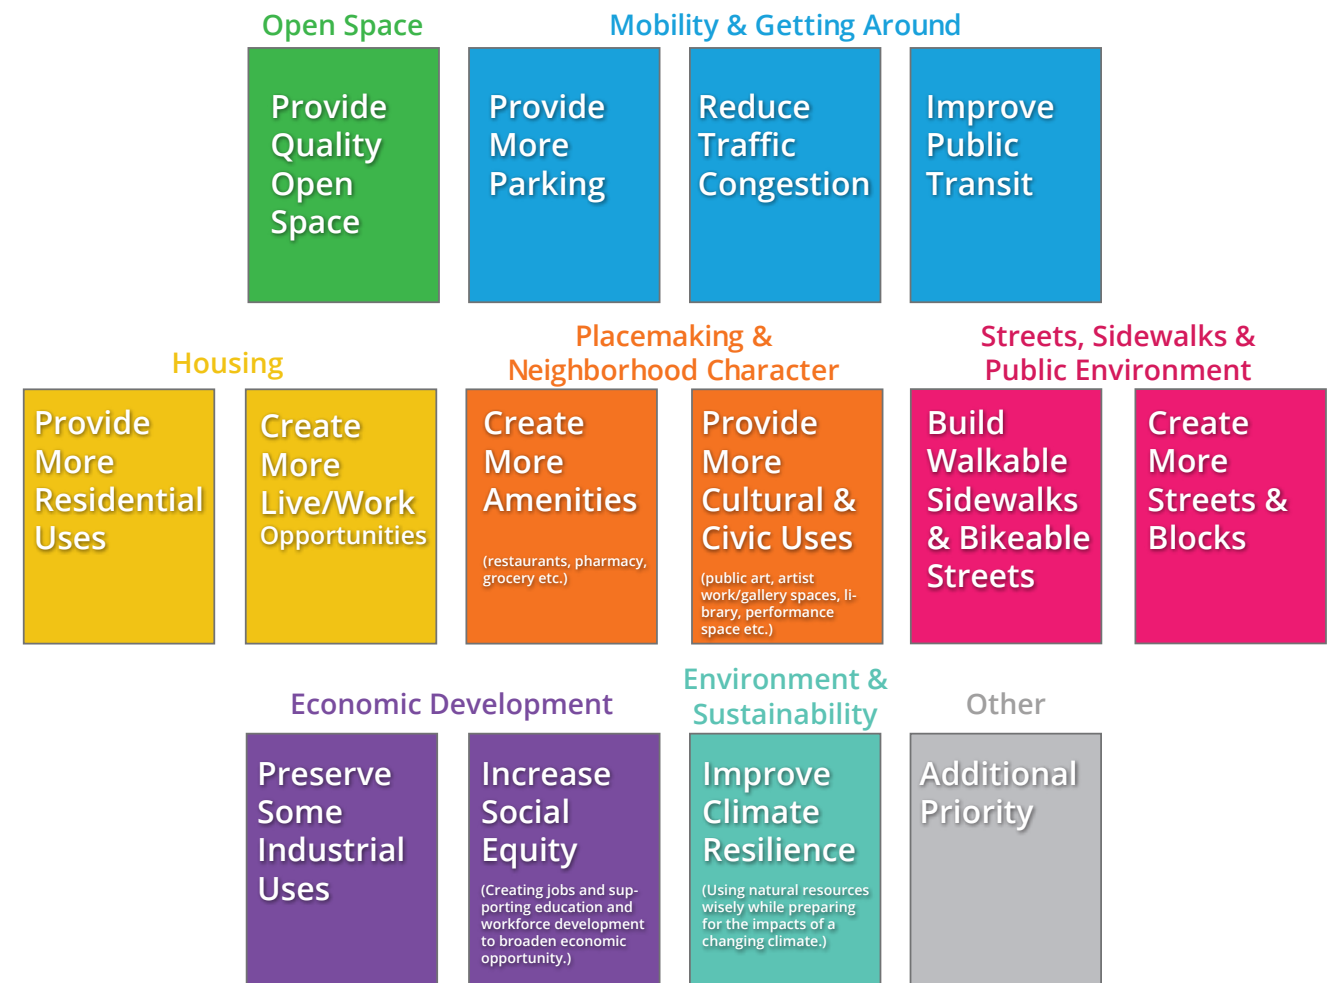 Open Space
Mobility & Getting Around
Provide
Quality
Open
Space
Provide
More
Parking
Reduce
Traffic
Congestion
Improve
Public
Transit
Housing
Placemaking &
Neighborhood Character
Streets, Sidewalks &
Public Environment
Provide
More
Residential
Uses
Create
More
Live/Work
Opportunities
Create
More
Amenities
(restaurants, pharmacy,
grocery etc.)
Provide
More
Cultural &
Civic Uses
(public art, artist
work/gallery spaces, li-
brary, performance
space etc.)
Build
Walkable
Sidewalks
& Bikeable
Streets
Create
More
Streets &
Blocks
Economic Development
Environment &
Sustainability
Other
Preserve
Some
Industrial
Uses
Increase
Social
Equity
(Creating jobs and sup-
porting education and
workforce development
to broaden economic
opportunity.)
Improve
Climate
Resilience
(Using natural resources
wisely while preparing
for the impacts of a
changing climate.)
Additional
Priority